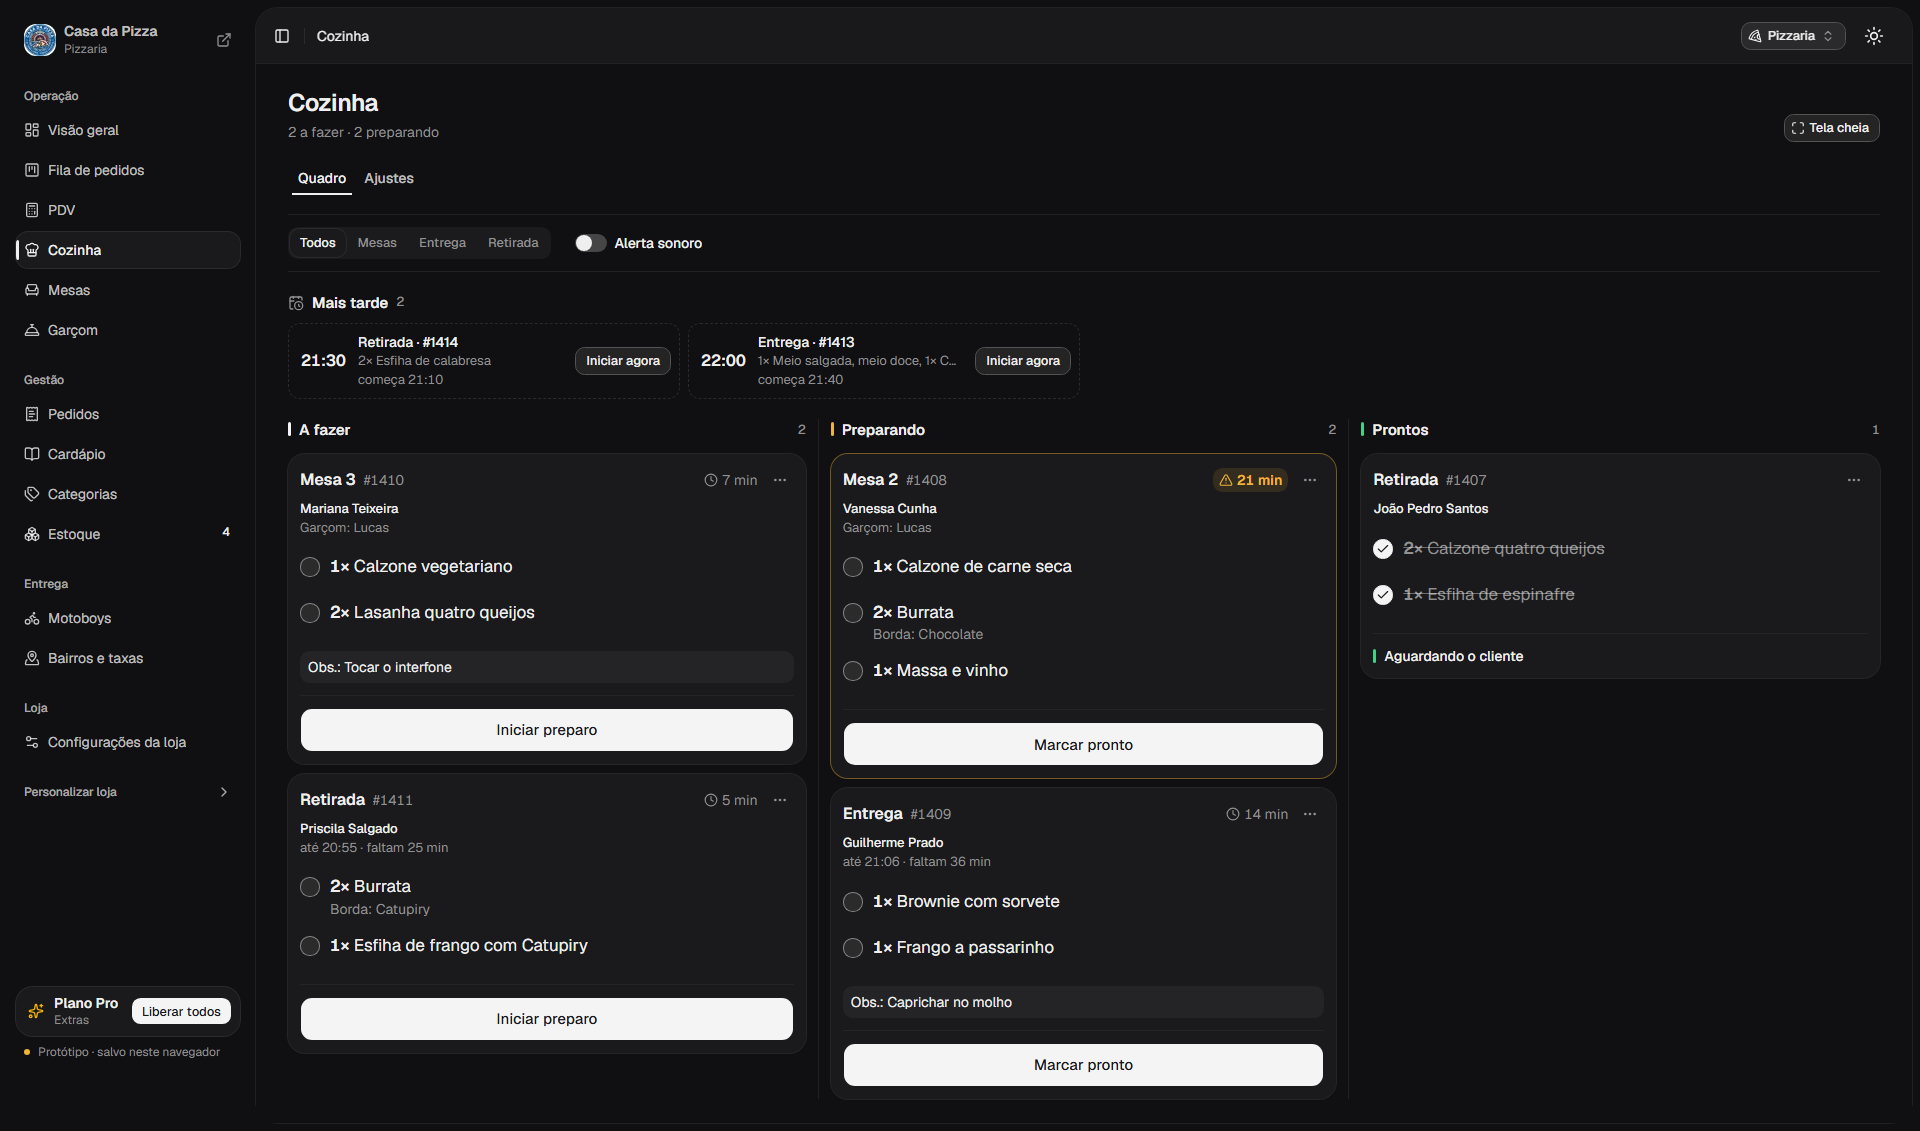 Casa da Pizza
Pizzaria
Operação
Visão geral
Fila de pedidos
PDV
Cozinha
Mesas
Garçom
Gestão
Pedidos
Cardápio
Categorias
Estoque 4
Entrega
Motoboys
Bairros e taxas
Loja
Configurações da loja
Personalizar loja
Plano Pro
Extras
Liberar todos
Protótipo · salvo neste navegador
Cozinha
Pizzaria
Cozinha
2 a fazer · 2 preparando
Tela cheia
Quadro Ajustes
Todos Mesas Entrega Retirada Alerta sonoro
Mais tarde 2
21:30
Retirada · #1414
2× Esfiha de calabresa
começa 21:10
Iniciar agora
22:00
Entrega · #1413
1× Meio salgada, meio doce, 1× C...
começa 21:40
Iniciar agora
A fazer 2
Mesa 3 #1410 7 min
Mariana Teixeira
Garçom: Lucas
1× Calzone vegetariano
2× Lasanha quatro queijos
Obs.: Tocar o interfone
Iniciar preparo
Retirada #1411 5 min
Priscila Salgado
até 20:55 · faltam 25 min
2× Burrata
Borda: Catupiry
1× Esfiha de frango com Catupiry
Iniciar preparo
Preparando 2
Mesa 2 #1408 21 min
Vanessa Cunha
Garçom: Lucas
1× Calzone de carne seca
2× Burrata
Borda: Chocolate
1× Massa e vinho
Marcar pronto
Entrega #1409 14 min
Guilherme Prado
até 21:06 · faltam 36 min
1× Brownie com sorvete
1× Frango a passarinho
Obs.: Caprichar no molho
Marcar pronto
Prontos 1
Retirada #1407
João Pedro Santos
2× Calzone quatro queijos
1× Esfiha de espinafre
Aguardando o cliente